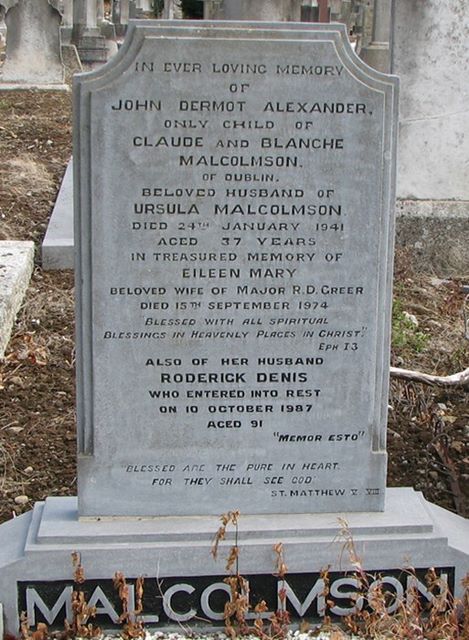 IN EVER LOVING MEMORY
OF
JOHN DERMOT ALEXANDER,
ONLY CHILD OF
CLAUDE AND BLANCHE
MALCOLMSON.
OF DUBLIN.
BELOVED HUSBAND OF
URSULA MALCOLMSON.
DIED 24TH JANUARY 1941
AGED 37 YEARS
IN TREASURED MEMORY OF
EILEEN MARY
BELOVED WIFE OF MAJOR R.D. GREER
DIED 15TH SEPTEMBER 1974
"BLESSED WITH ALL SPIRITUAL
BLESSINGS IN HEAVENLY PLACES IN CHRIST."
EPH 1 3
ALSO OF HER HUSBAND
RODERICK DENIS
WHO ENTERED INTO REST
ON 10 OCTOBER 1987
AGED 91
"MEMOR ESTO"
"BLESSED ARE THE PURE IN HEART.
FOR THEY SHALL SEE GOD"
ST. MATTHEW V. VIII
MALCOLMSON